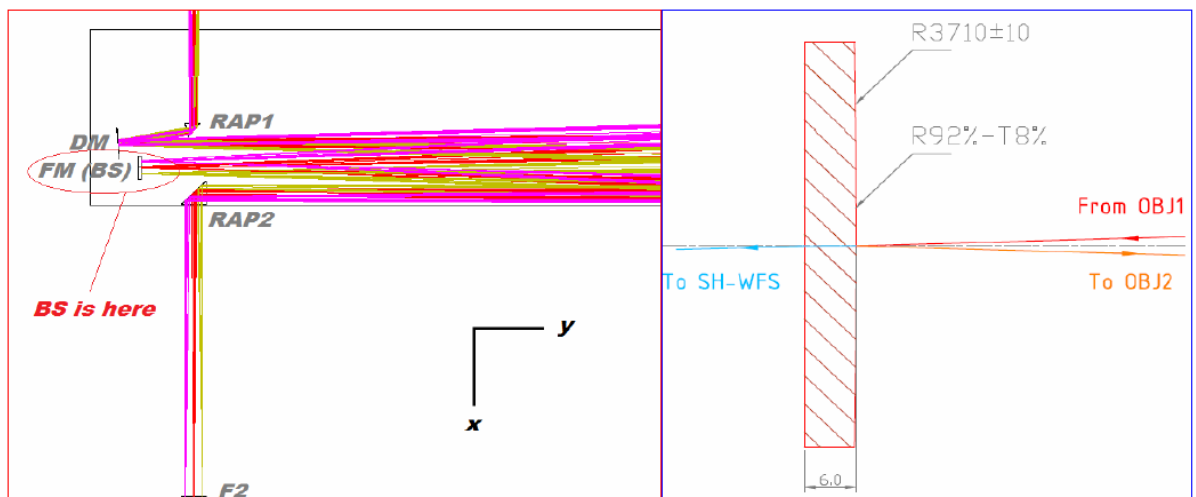 RAP1
DM
FM (BS)
RAP2
BS is here
y
x
F2
R3710±10
R92%-T8%
From OBJ1
To SH-WFS
To OBJ2
6.0